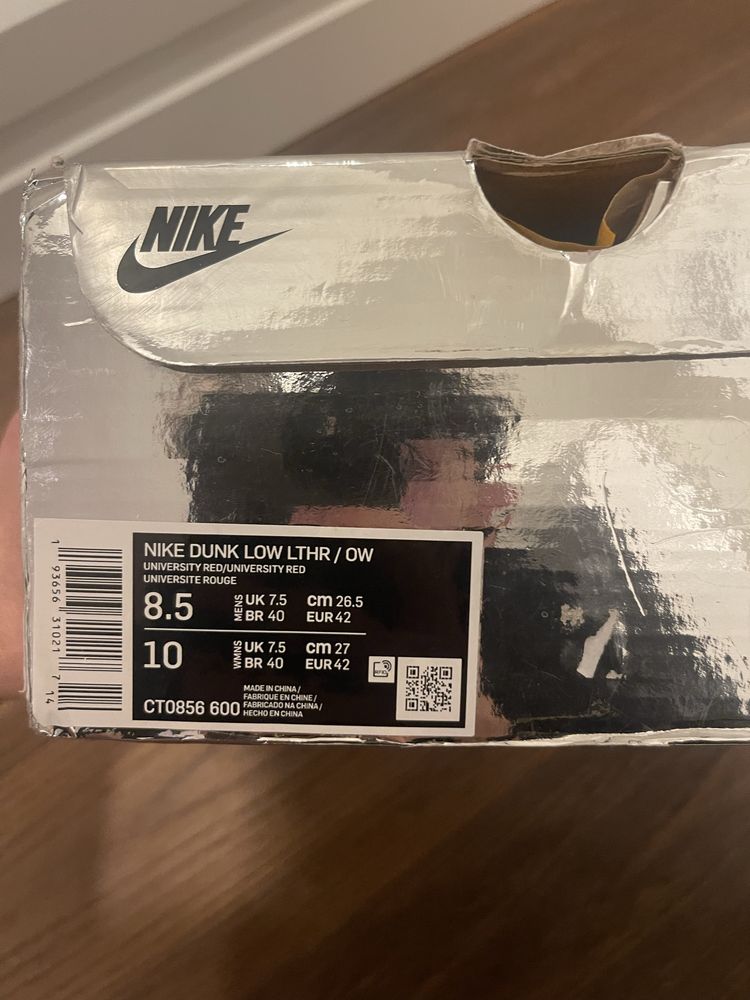 NIKE
NIKE DUNK LOW LTHR / OW
UNIVERSITY RED/UNIVERSITY RED
UNIVERSITE ROUGE
8.5 MENS UK 7.5 cm 26.5
BR 40 EUR 42
10 WMNS UK 7.5 cm 27
BR 40 EUR 42
CT0856 600
MADE IN CHINA /
FABRIQUE EN CHINE /
FABRICADO NA CHINA /
HECHO EN CHINA
1 93656 31021 7 14